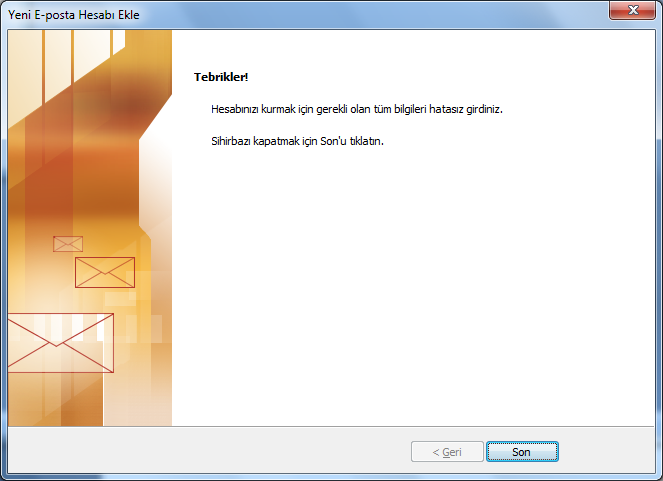 Yeni E-posta Hesabı Ekle
Tebrikler!
Hesabınızı kurmak için gerekli olan tüm bilgileri hatasız girdiniz.
Sihirbazı kapatmak için Son'u tıklatın.
< Geri
Son